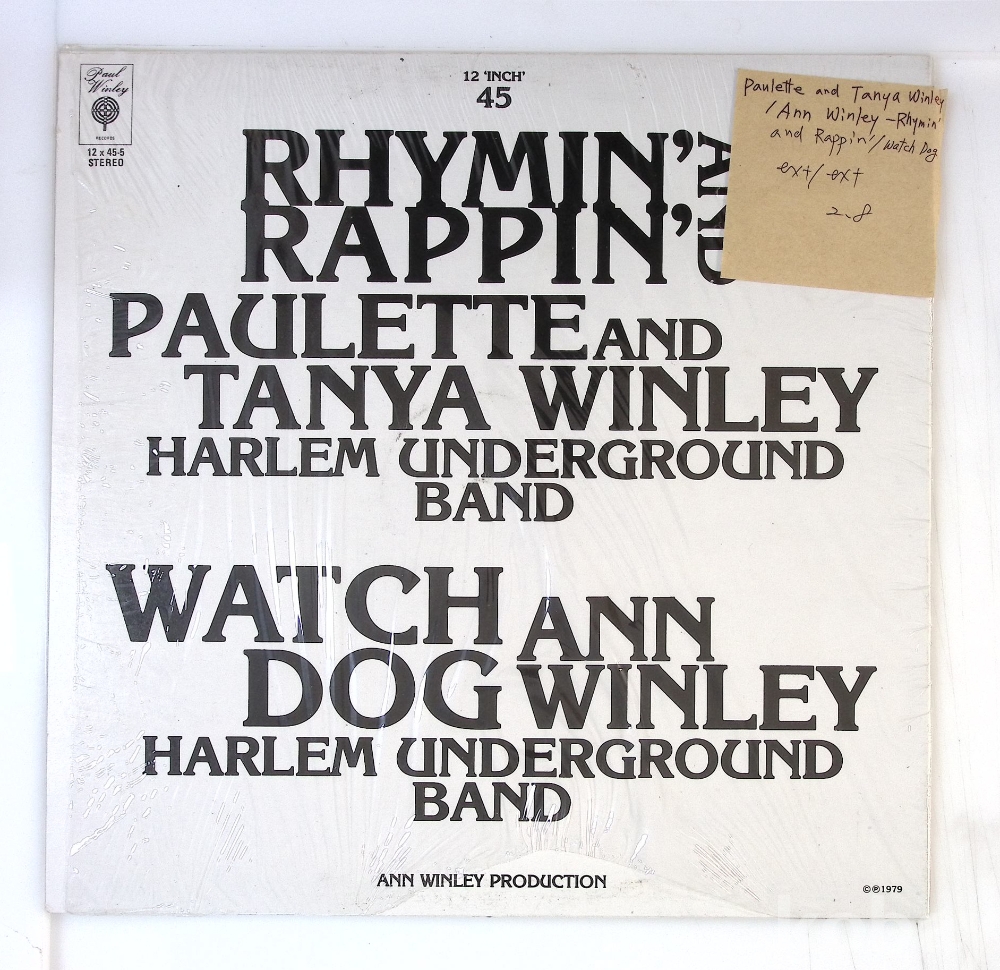 Paul
Winley
RECORDS
12 x 45-5
STEREO
12 'INCH'
45
RHYMIN' AND
RAPPIN'
PAULETTE AND
TANYA WINLEY
HARLEM UNDERGROUND
BAND
WATCH ANN
DOG WINLEY
HARLEM UNDERGROUND
BAND
ANN WINLEY PRODUCTION
©℗1979
Paulette and Tanya Winley
/Ann Winley -Rhymin'
and Rappin'/Watch Dog
ext/ext
2.8